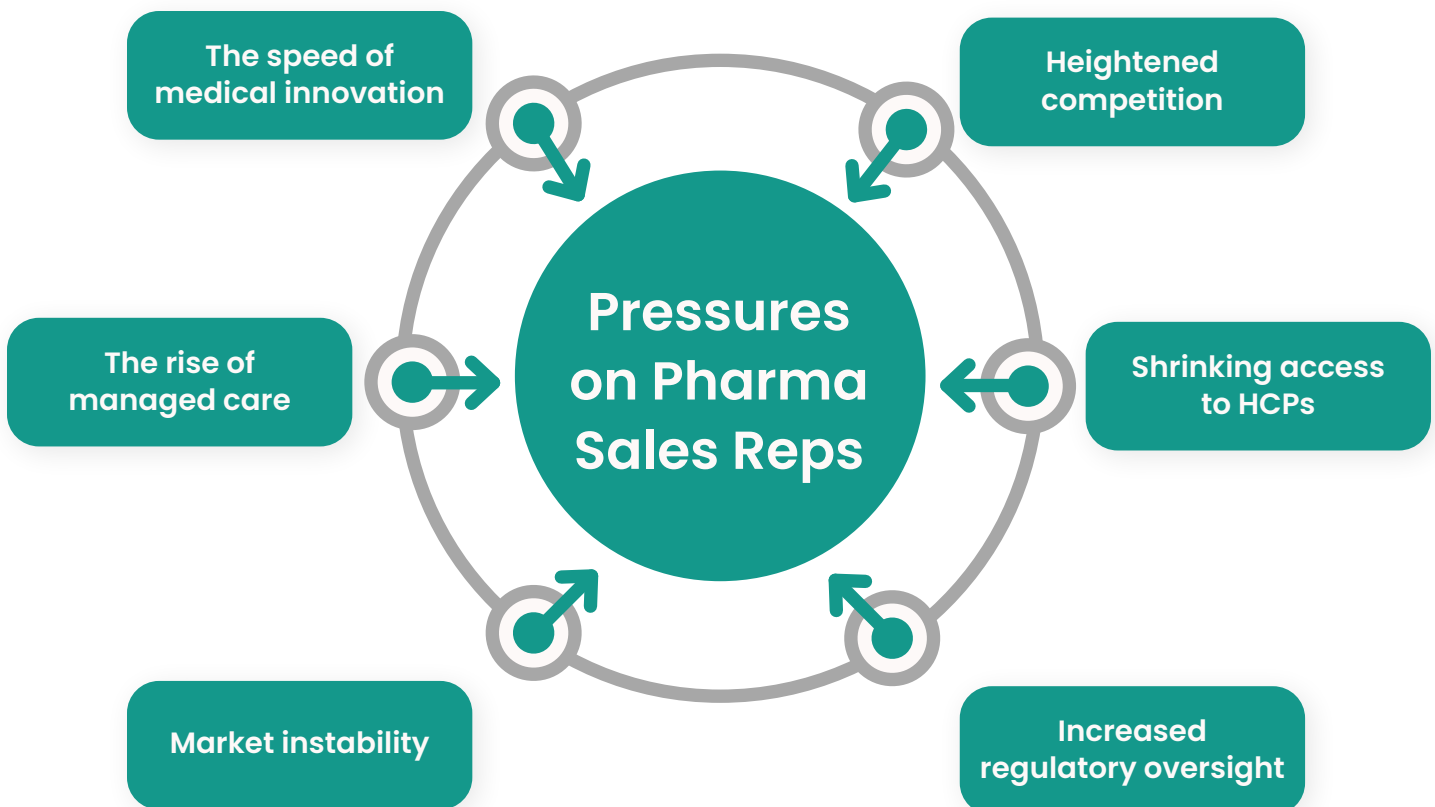 The speed of
medical innovation
Heightened
competition
Pressures
on Pharma
Sales Reps
The rise of
managed care
Shrinking access
to HCPs
Market instability
Increased
regulatory oversight